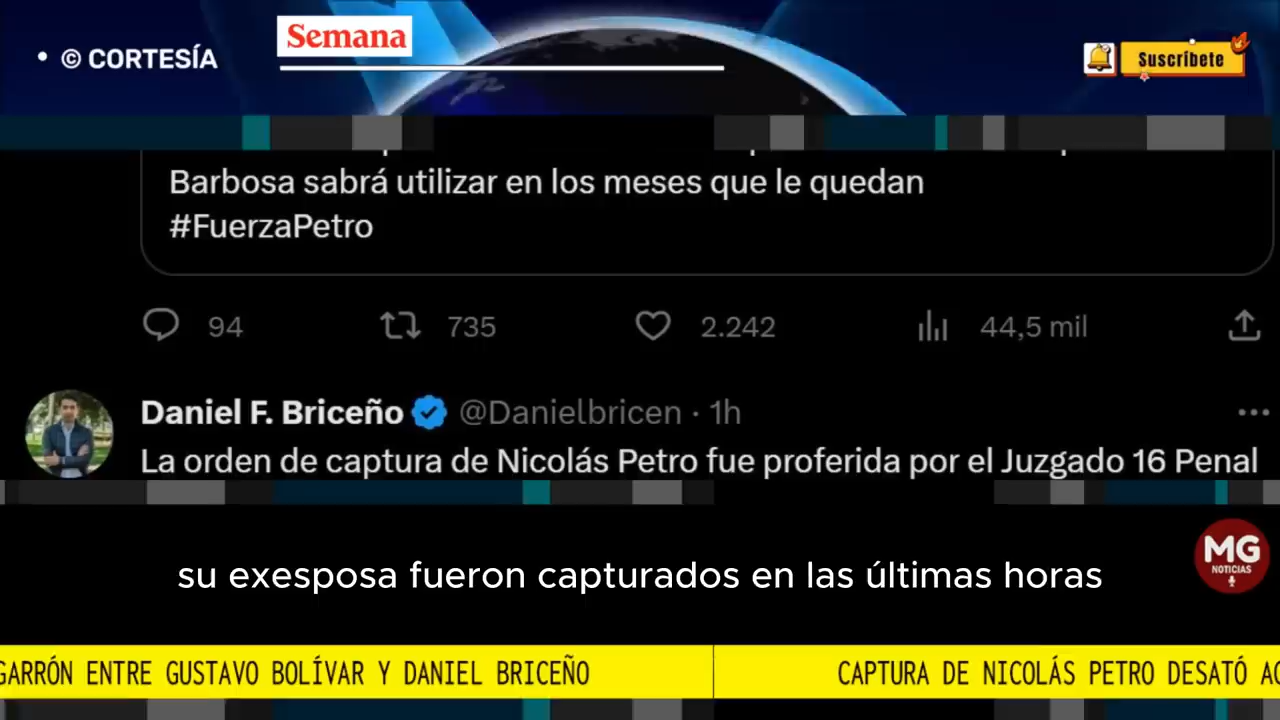 • © CORTESÍA
Semana
Suscríbete
Barbosa sabrá utilizar en los meses que le quedan
#FuerzaPetro
94 735 2.242 44,5 mil
Daniel F. Briceño @Danielbricen · 1h
La orden de captura de Nicolás Petro fue proferida por el Juzgado 16 Penal
su exesposa fueron capturados en las últimas horas
MG
NOTICIAS
GARRÓN ENTRE GUSTAVO BOLÍVAR Y DANIEL BRICEÑO
CAPTURA DE NICOLÁS PETRO DESATÓ